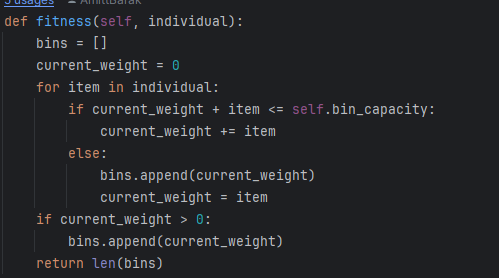 5 usages AmitBarak
def fitness(self, individual):
    bins = []
    current_weight = 0
    for item in individual:
        if current_weight + item <= self.bin_capacity:
            current_weight += item
        else:
            bins.append(current_weight)
            current_weight = item
    if current_weight > 0:
        bins.append(current_weight)
    return len(bins)